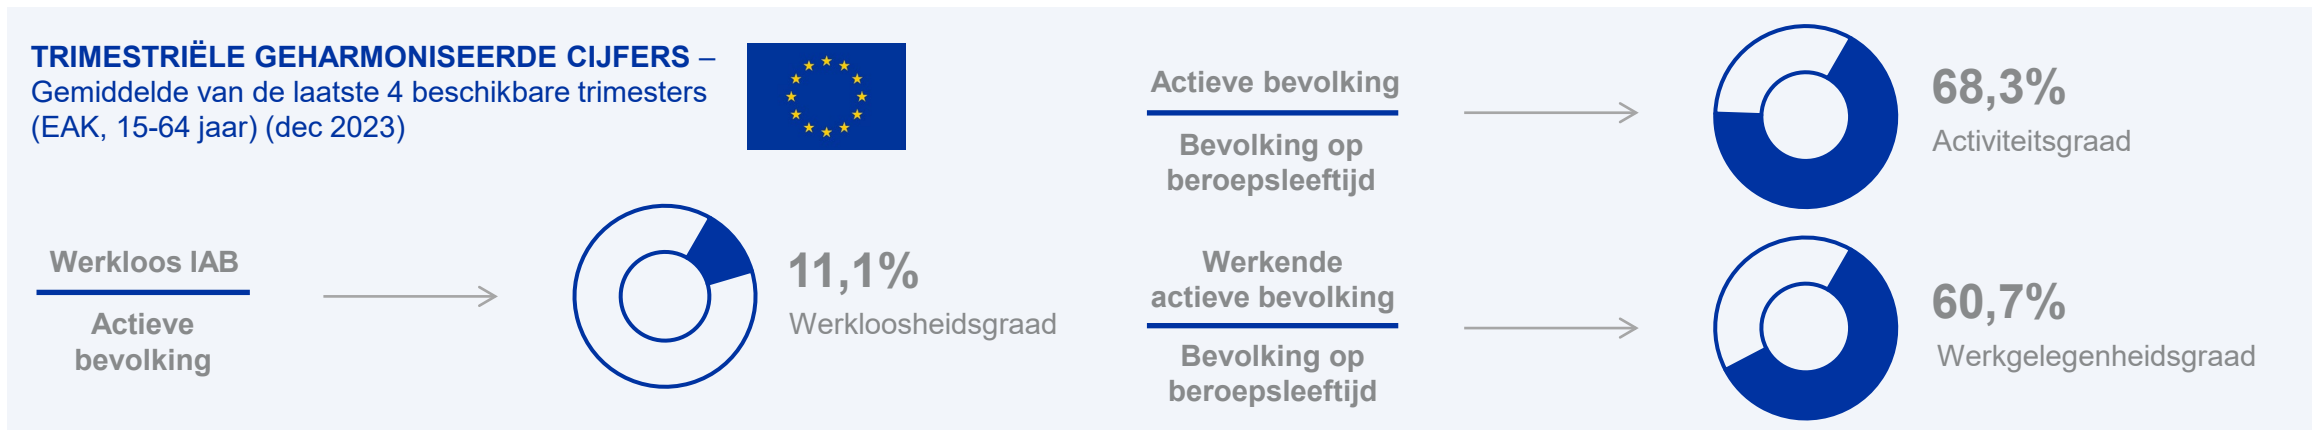 TRIMESTRIËLE GEHARMONISEERDE CIJFERS –
Gemiddelde van de laatste 4 beschikbare trimesters
(EAK, 15-64 jaar) (dec 2023)
Werkloos IAB
Actieve
bevolking
11,1%
Werkloosheidsgraad
Actieve bevolking
Bevolking op
beroepsleeftijd
68,3%
Activiteitsgraad
Werkende
actieve bevolking
Bevolking op
beroepsleeftijd
60,7%
Werkgelegenheidsgraad